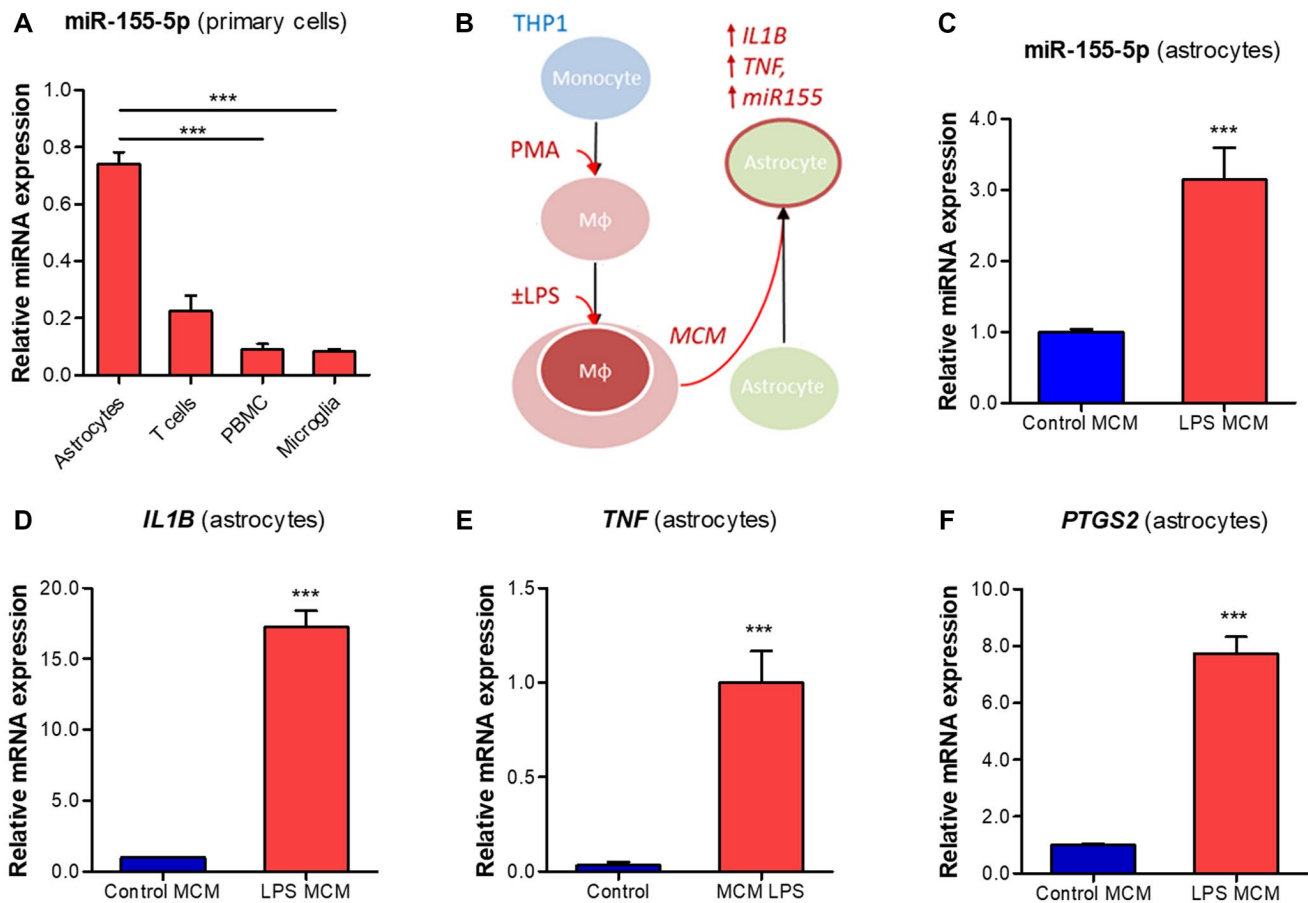 A
miR-155-5p (primary cells)
Relative miRNA expression
1.0
0.8
0.6
0.4
0.2
0.0
***
***
Astrocytes
T cells
PBMC
Microglia
B
THP1
Monocyte
PMA
Mϕ
±LPS
Mϕ
MCM
IL1B
TNF,
miR155
Astrocyte
Astrocyte
C
miR-155-5p (astrocytes)
Relative miRNA expression
4.0
3.0
2.0
1.0
0.0
***
Control MCM
LPS MCM
D
IL1B (astrocytes)
Relative mRNA expression
20.0
15.0
10.0
5.0
0.0
***
Control MCM
LPS MCM
E
TNF (astrocytes)
Relative mRNA expression
1.5
1.0
0.5
0.0
***
Control
MCM LPS
F
PTGS2 (astrocytes)
Relative mRNA expression
10.0
8.0
6.0
4.0
2.0
0.0
***
Control MCM
LPS MCM